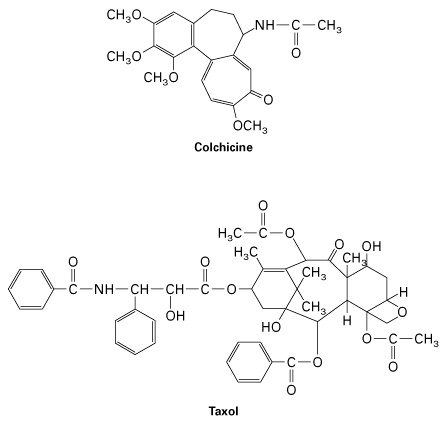 CH₃O
NH—C—CH₃
CH₃O
O
CH₃O
O
OCH₃
Colchicine
O
H₃C—C—O
O
OH
O
O
H₃C
CH₃
CH₃
C—NH—CH—CH—C—O
CH₃
H
O
OH
HO
H
O—C—CH₃
O
C—O
O
Taxol